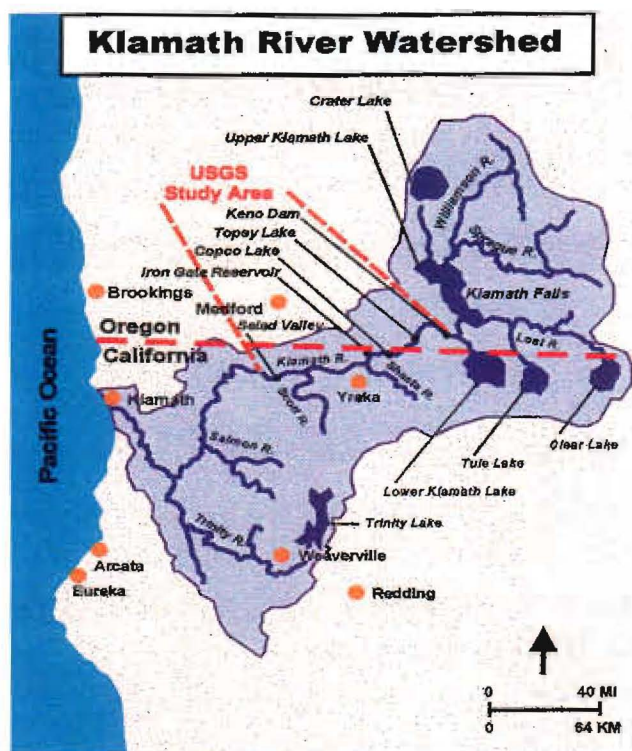 Klamath River Watershed
Crater Lake
Upper Klamath Lake
USGS
Study Area
Keno Dam
Topsy Lake
Copco Lake
Iron Gate Reservoir
Williamson R.
Sprague R.
Brookings
Medford
Klamath Falls
Seiad Valley
Oregon
California
Lost R.
Klamath R.
Shasta R.
Scott R.
Klamath
Yreka
Pacific Ocean
Salmon R.
Clear Lake
Tule Lake
Lower Klamath Lake
Trinity R.
Trinity Lake
Weaverville
Arcata
Eureka
Redding
0 40 MI
0 64 KM